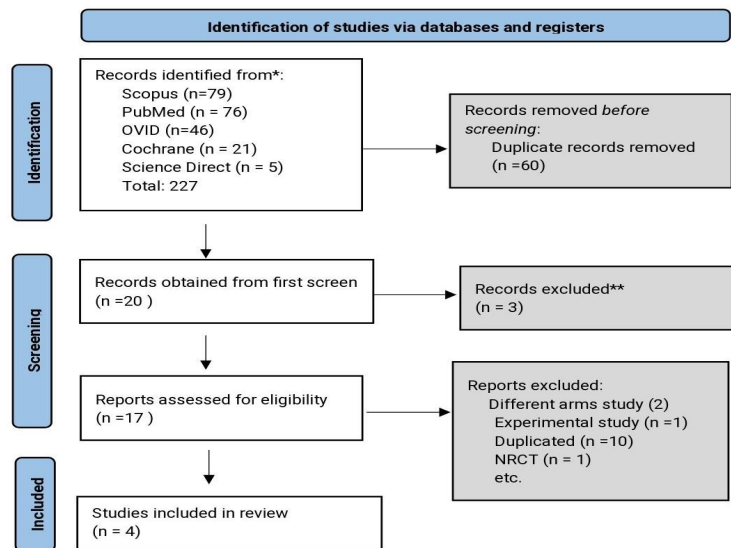 Identification of studies via databases and registers
Identification
Records identified from*:
Scopus (n=79)
PubMed (n = 76)
OVID (n=46)
Cochrane (n = 21)
Science Direct (n = 5)
Total: 227
Records removed before
screening:
Duplicate records removed
(n =60)
Screening
Records obtained from first screen
(n =20 )
Records excluded**
(n = 3)
Reports assessed for eligibility
(n =17 )
Reports excluded:
Different arms study (2)
Experimental study (n =1)
Duplicated (n =10)
NRCT (n = 1)
etc.
Included
Studies included in review
(n = 4)